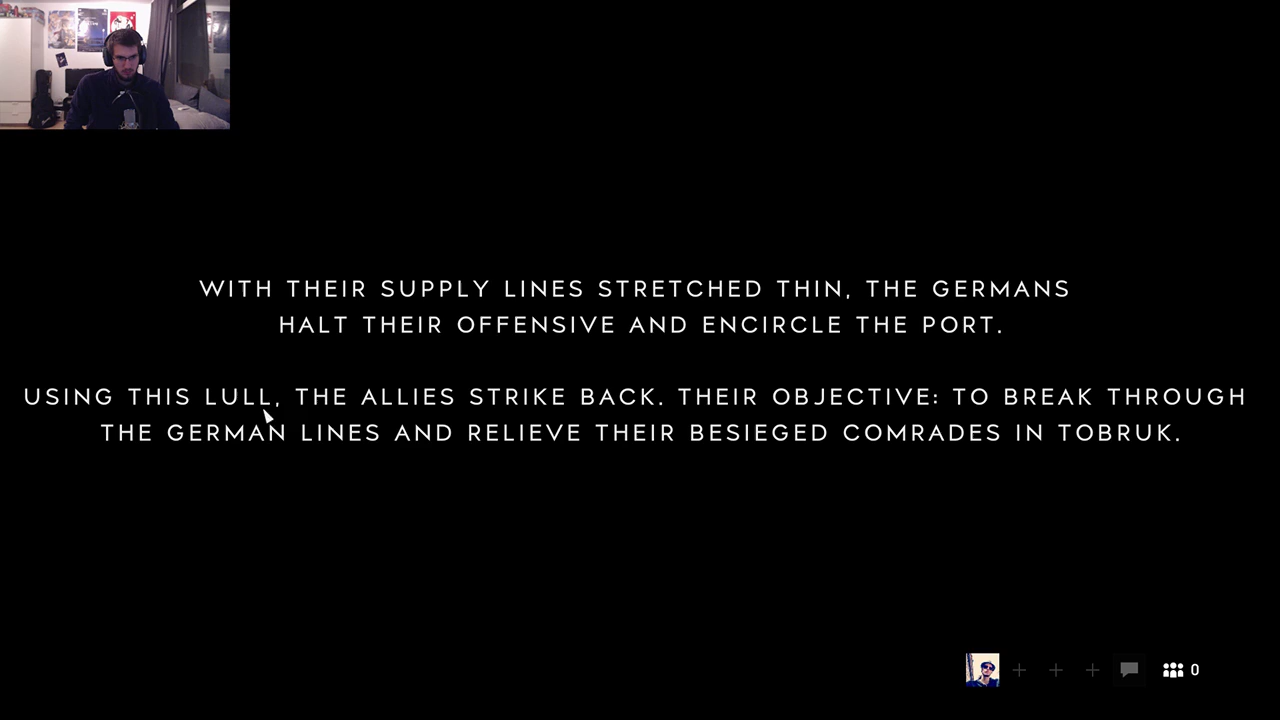 WITH THEIR SUPPLY LINES STRETCHED THIN, THE GERMANS
HALT THEIR OFFENSIVE AND ENCIRCLE THE PORT.
USING THIS LULL, THE ALLIES STRIKE BACK. THEIR OBJECTIVE: TO BREAK THROUGH
THE GERMAN LINES AND RELIEVE THEIR BESIEGED COMRADES IN TOBRUK.
0